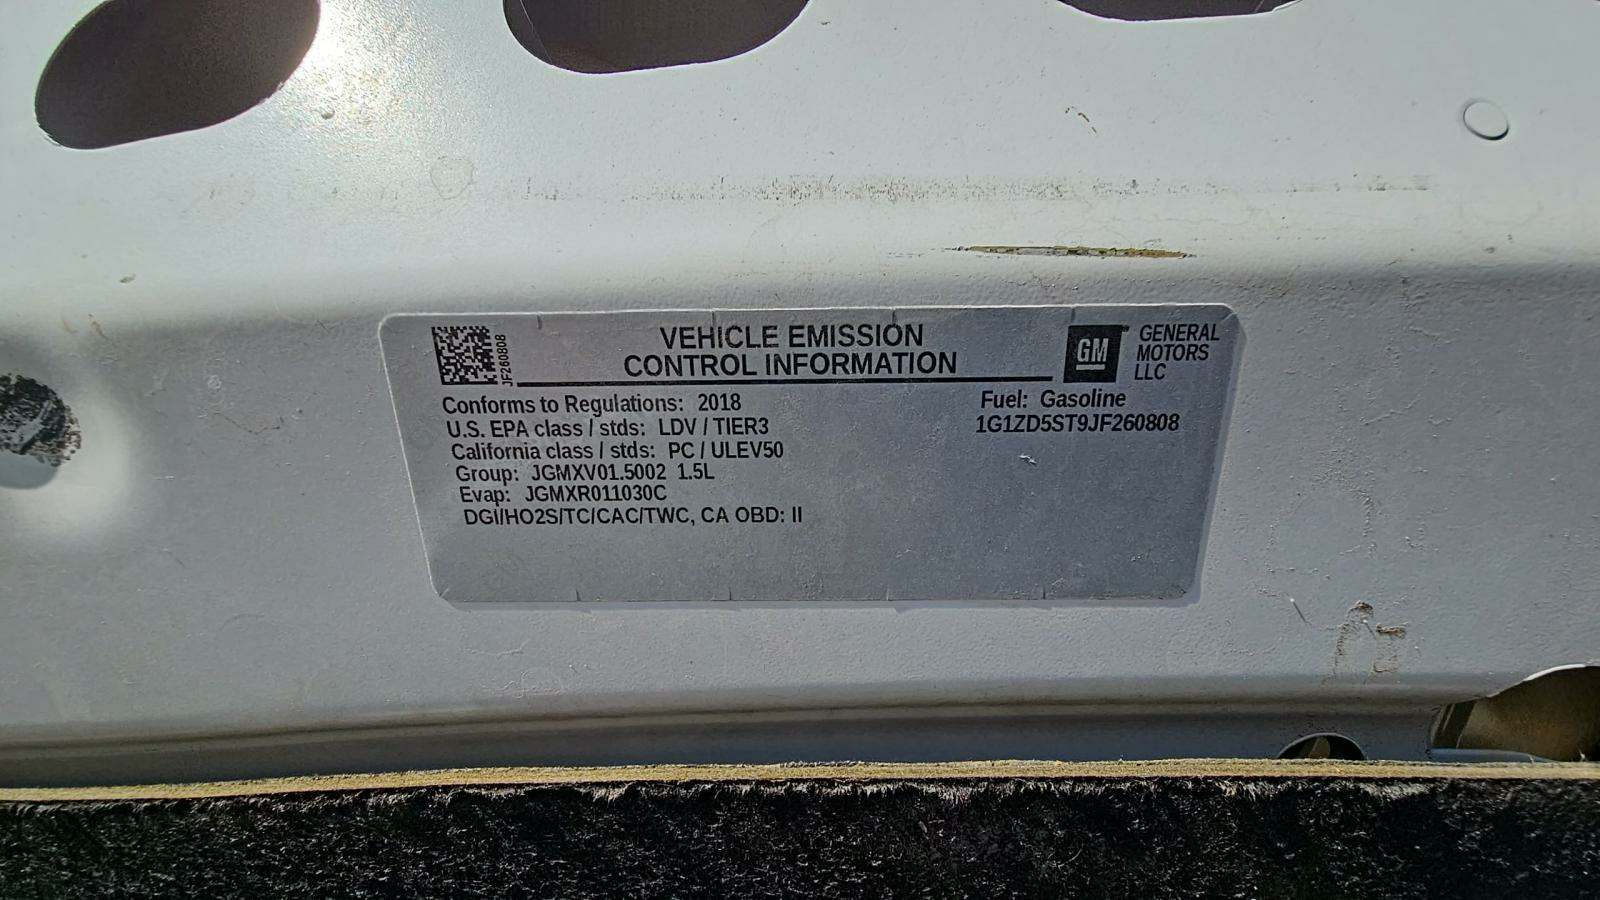 JF260808
VEHICLE EMISSION
CONTROL INFORMATION
GM
GENERAL
MOTORS
LLC
Conforms to Regulations: 2018
U.S. EPA class / stds: LDV / TIER3
California class / stds: PC / ULEV50
Group: JGMXV01.5002 1.5L
Evap: JGMXR011030C
DGI/HO2S/TC/CAC/TWC, CA OBD: II
Fuel: Gasoline
1G1ZD5ST9JF260808